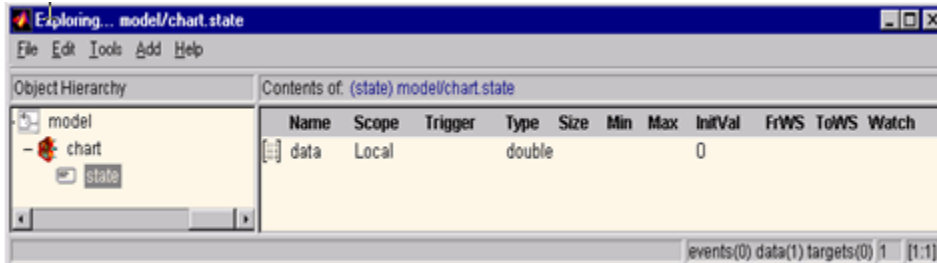 Exploring... model/chart.state
File Edit Tools Add Help
Object Hierarchy
Contents of: (state) model/chart.state
model
chart
state
Name Scope Trigger Type Size Min Max InitVal FrWS ToWS Watch
data Local double 0
events(0) data(1) targets(0) 1 [1:1]